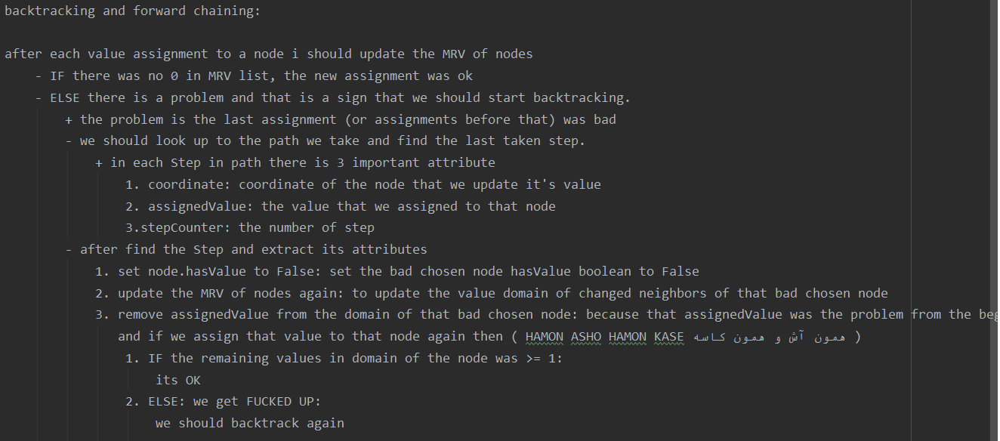 backtracking and forward chaining:
after each value assignment to a node i should update the MRV of nodes
- IF there was no 0 in MRV list, the new assignment was ok
- ELSE there is a problem and that is a sign that we should start backtracking.
+ the problem is the last assignment (or assignments before that) was bad
- we should look up to the path we take and find the last taken step.
+ in each Step in path there is 3 important attribute
1. coordinate: coordinate of the node that we update it's value
2. assignedValue: the value that we assigned to that node
3.stepCounter: the number of step
- after find the Step and extract its attributes
1. set node.hasValue to False: set the bad chosen node hasValue boolean to False
2. update the MRV of nodes again: to update the value domain of changed neighbors of that bad chosen node
3. remove assignedValue from the domain of that bad chosen node: because that assignedValue was the problem from the beg
and if we assign that value to that node again then ( HAMON ASHO HAMON KASE همون آش و همون کاسه )
1. IF the remaining values in domain of the node was >= 1:
its OK
2. ELSE: we get FUCKED UP:
we should backtrack again